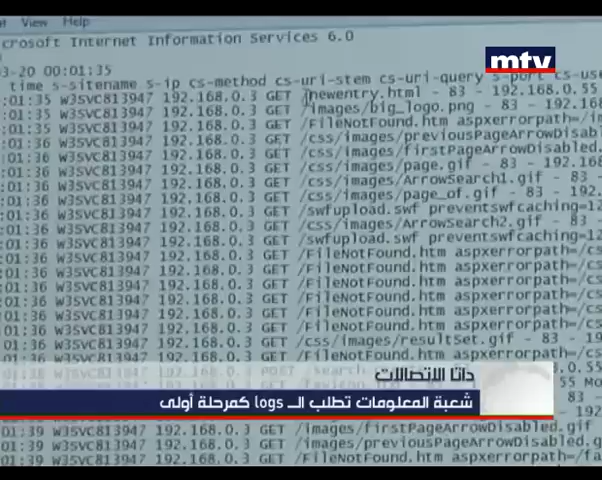 View Help
crosoft Internet Information Services 6.0
mtv
3-20 00:01:35
time s-sitename s-ip cs-method cs-uri-stem cs-uri-query s-port cs-use
:01:35 W3SVC813947 192.168.0.3 GET /newentry.html - 83 - 192.168.0.55
:01:35 W3SVC813947 192.168.0.3 GET /images/big_logo.png - 83 - 192.168
:01:35 W3SVC813947 192.168.0.3 GET /FileNotFound.htm aspxerrorpath=/im
:01:36 W3SVC813947 192.168.0.3 GET /css/images/previousPageArrowDisabl
:01:36 W3SVC813947 192.168.0.3 GET /css/images/firstPageArrowDisabled.
:01:36 W3SVC813947 192.168.0.3 GET /css/images/page.gif - 83 - 192.168
:01:36 W3SVC813947 192.168.0.3 GET /css/images/ArrowSearch1.gif - 83 -
:01:36 W3SVC813947 192.168.0.3 GET /css/images/page_of.gif - 83 - 192.
:01:36 W3SVC813947 192.168.0.3 GET /swfupload.swf preventswfcaching=12
:01:36 W3SVC813947 192.168.0.3 GET /css/images/ArrowSearch2.gif - 83 -
:01:36 W3SVC813947 192.168.0.3 GET /swfupload.swf preventswfcaching=12
:01:36 W3SVC813947 192.168.0.3 GET /FileNotFound.htm aspxerrorpath=/cs
:01:36 W3SVC813947 192.168.0.3 GET /FileNotFound.htm aspxerrorpath=/cs
:01:36 W3SVC813947 192.168.0.3 GET /FileNotFound.htm aspxerrorpath=/cs
:01:36 W3SVC813947 192.168.0.3 GET /FileNotFound.htm aspxerrorpath=/cs
:01:36 W3SVC813947 192.168.0.3 GET /FileNotFound.htm aspxerrorpath=/cs
:01:36 W3SVC813947 192.168.0.3 GET /css/images/resultSet.gif - 83 - 19
:01:36 W3SVC813947 192.168.0.3 GET /FileNotFound.htm aspxerrorpath=/cs
داتا الاتصالات
شعبة المعلومات تطلب الـ logs كمرحلة أولى
:01:39 W3SVC813947 192.168.0.3 GET /images/firstPageArrowDisabled.gif
:01:39 W3SVC813947 192.168.0.3 GET /images/previousPageArrowDisabled.g
:01:39 W3SVC813947 192.168.0.3 GET /FileNotFound.htm aspxerrorpath=/fa